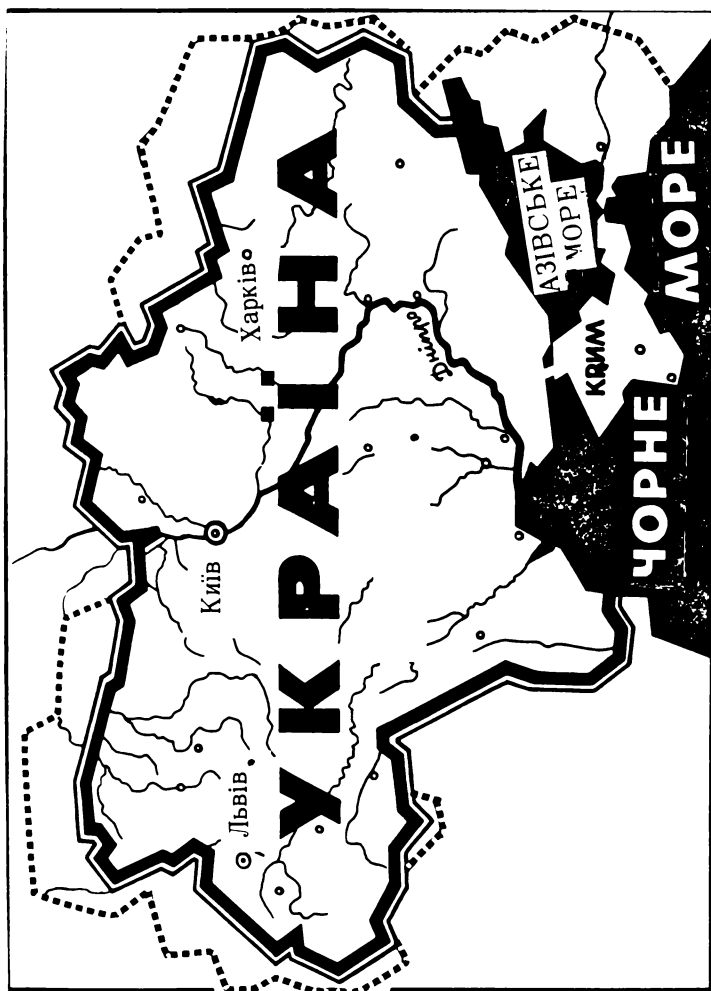 УКРАЇНА
Харків
Київ
Львів
Дніпро
АЗІВСЬКЕ
МОРЕ
КРИМ
ЧОРНЕ
МОРЕ